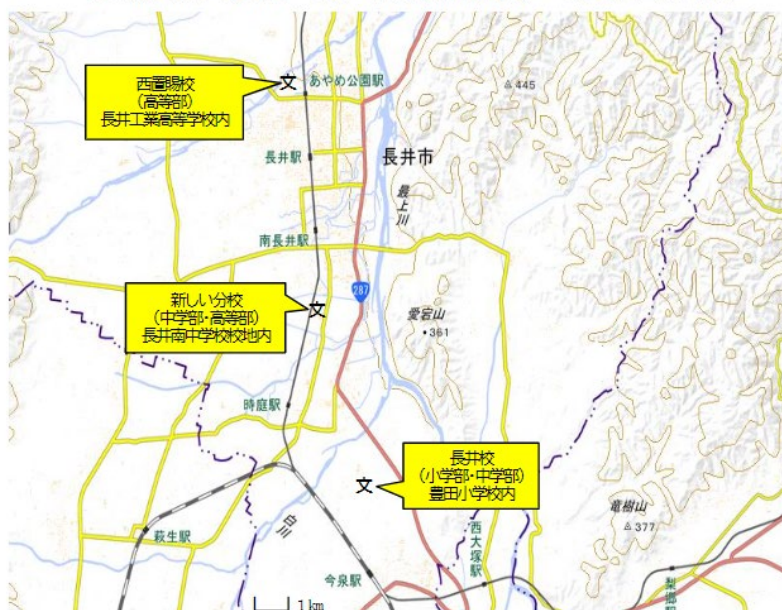 西置賜校
(高等部)
長井工業高等学校内
文
あやめ公園駅
445
長井駅
長井市
最上川
南長井駅
新しい分校
(中学部・高等部)
長井南中学校校地内
文
287
愛宕山
361
時庭駅
長井校
(小学部・中学部)
豊田小学校内
文
竜樹山
377
萩生駅
白川
西大塚駅
今泉駅
1km